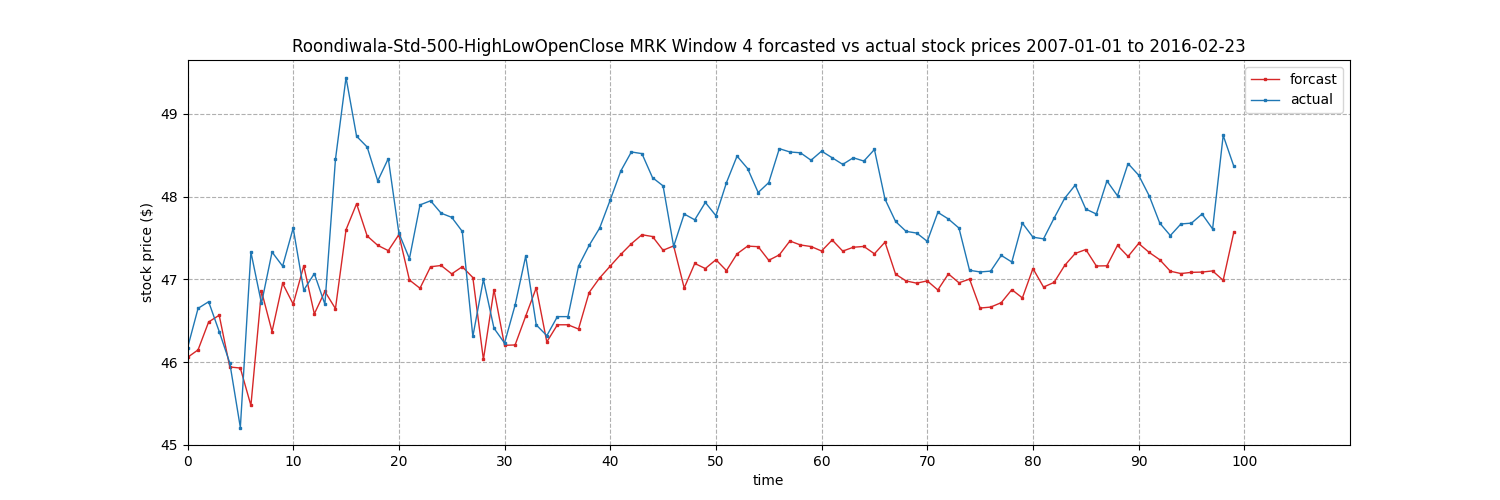 Roondiwala-Std-500-HighLowOpenClose MRK Window 4 forcasted vs actual stock prices 2007-01-01 to 2016-02-23
forcast
actual
stock price ($)
49
48
47
46
45
0 10 20 30 40 50 60 70 80 90 100
time